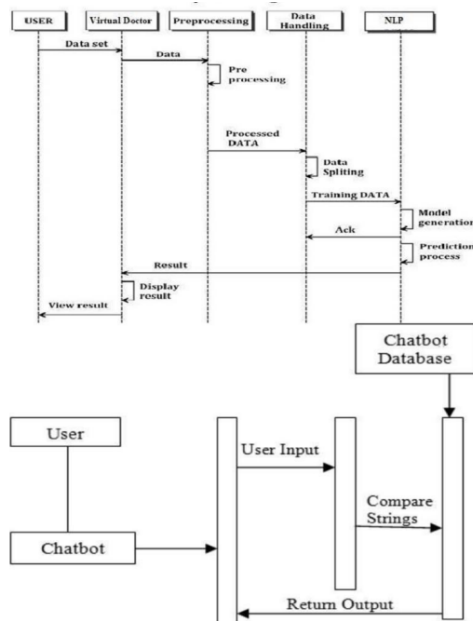 USER Virtual Doctor Preprocessing Data Handling NLP
Data set
Data
Pre
processing
Processed
DATA
Data
Spliting
Training DATA
Model
generation
Ack
Prediction
process
Result
Display
result
View result
Chatbot
Database
User
User Input
Compare
Strings
Chatbot
Return Output